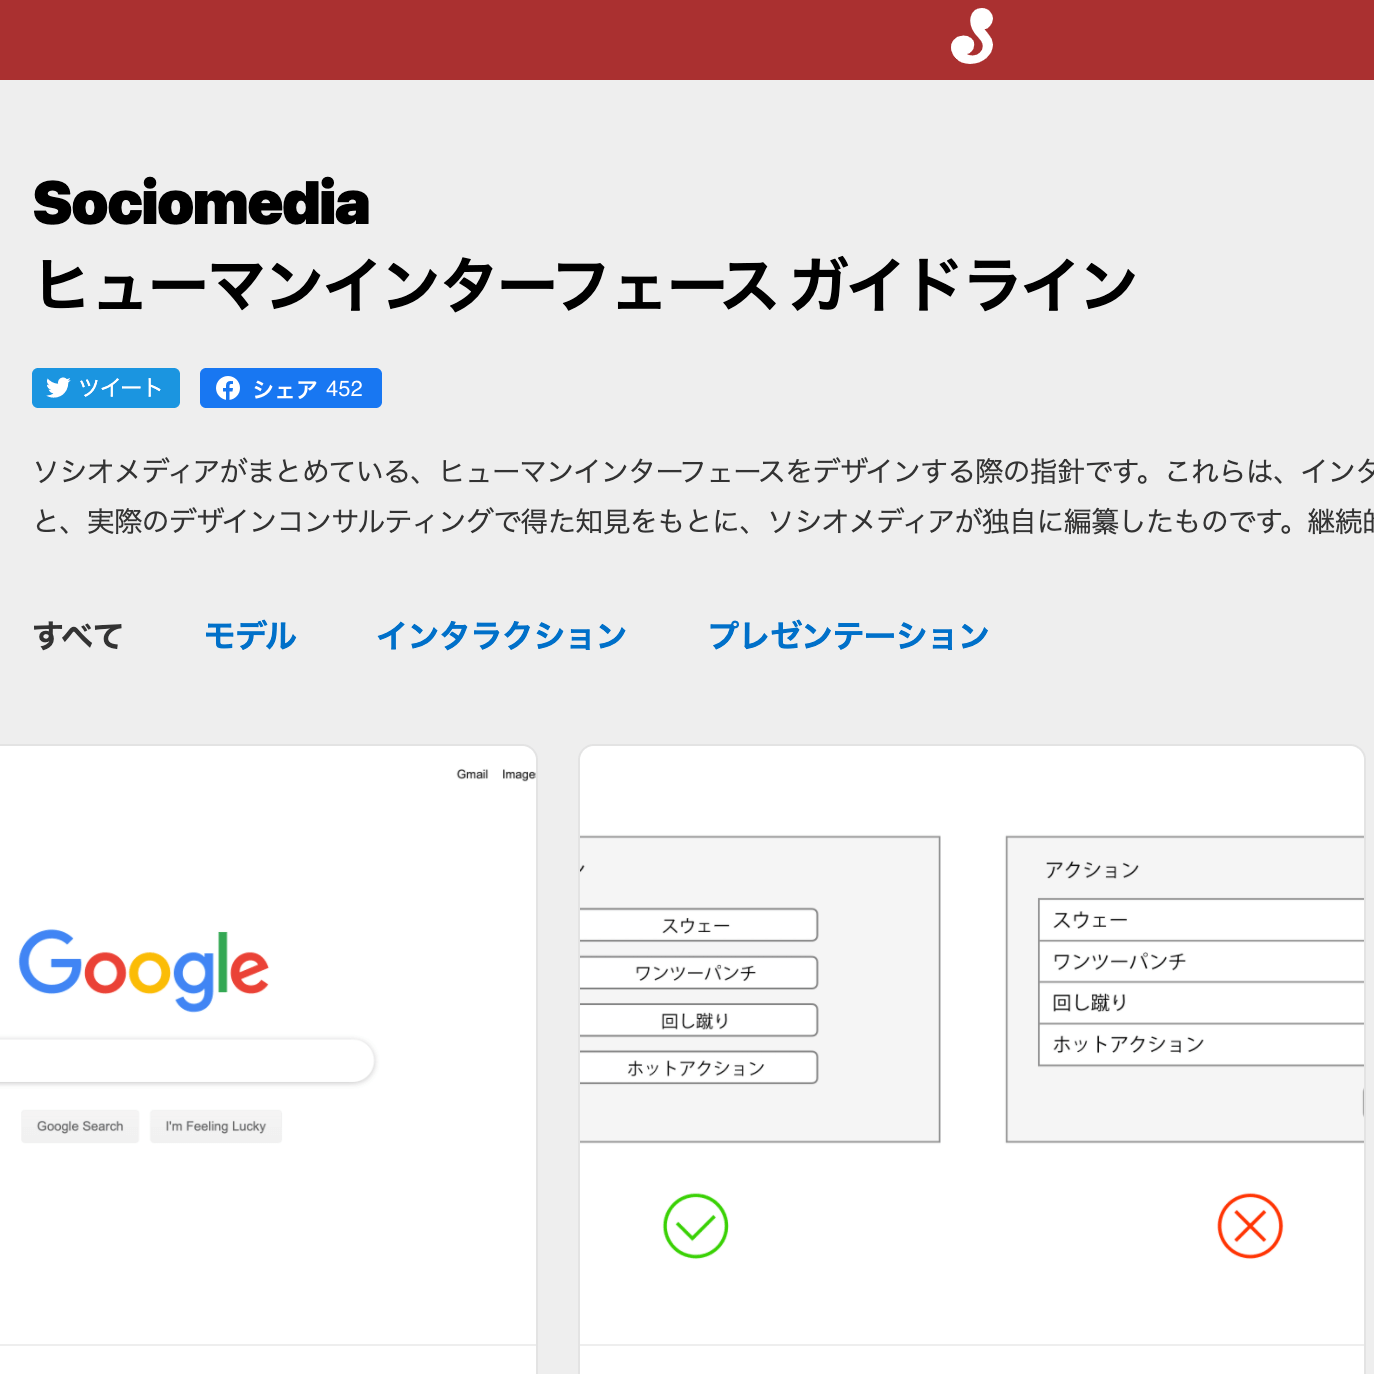 Sociomedia
ヒューマンインターフェース ガイドライン
ツイート
シェア 452
ソシオメディアがまとめている、ヒューマンインターフェースをデザインする際の指針です。これらは、インタ
と、実際のデザインコンサルティングで得た知見をもとに、ソシオメディアが独自に編纂したものです。継続的
すべて モデル インタラクション プレゼンテーション
Gmail Image
Google
Google Search I'm Feeling Lucky
スウェー
ワンツーパンチ
回し蹴り
ホットアクション
アクション
スウェー
ワンツーパンチ
回し蹴り
ホットアクション